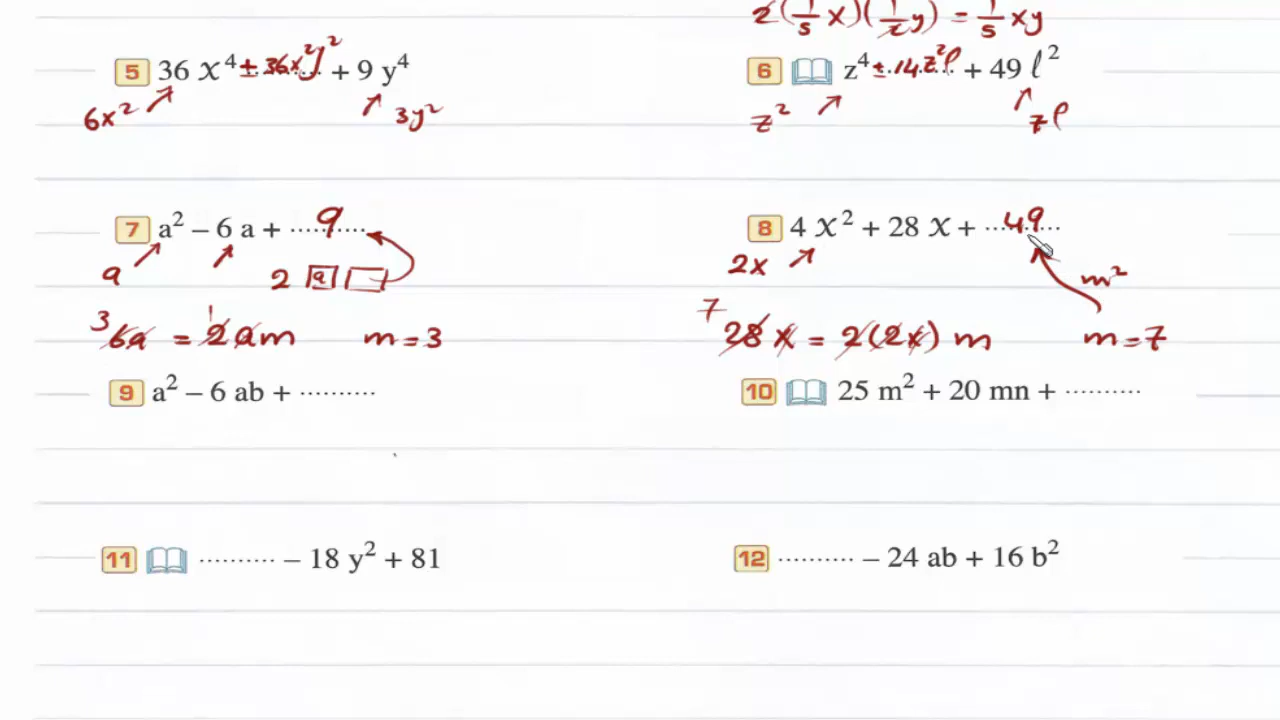 2(1/5 x)(1/2 y) = 1/5 xy
5 36 x⁴ ± 36x²y² + 9 y⁴
6x² 3y²
6 z⁴ ± 14z²l + 49 l²
z² 7l
7 a² – 6 a + 9
a 2 a
3 6a = 1 2am m = 3
8 4 x² + 28 x + 49
2x m²
7 28 x = 2(2x) m m = 7
9 a² – 6 ab + ..........
10 25 m² + 20 mn + ..........
11 .......... – 18 y² + 81
12 .......... – 24 ab + 16 b²